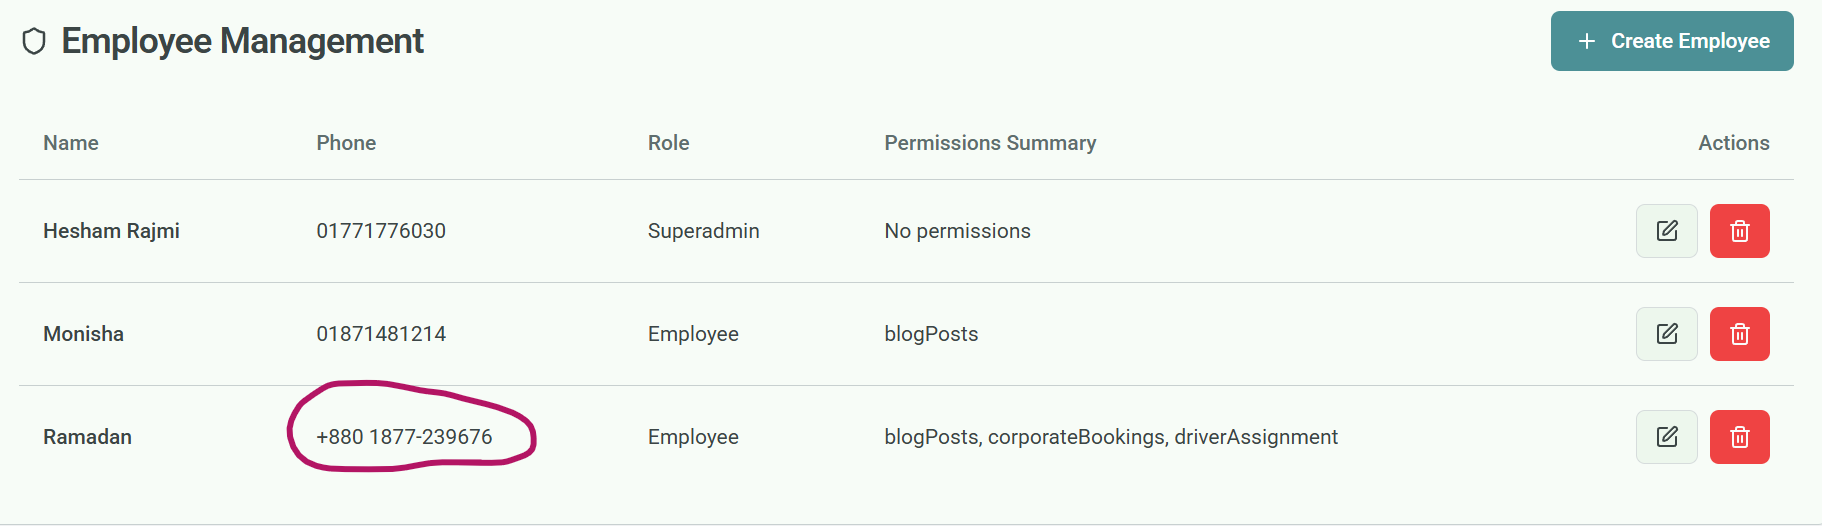 Employee Management
+ Create Employee
Name Phone Role Permissions Summary Actions
Hesham Rajmi 01771776030 Superadmin No permissions
Monisha 01871481214 Employee blogPosts
Ramadan +880 1877-239676 Employee blogPosts, corporateBookings, driverAssignment